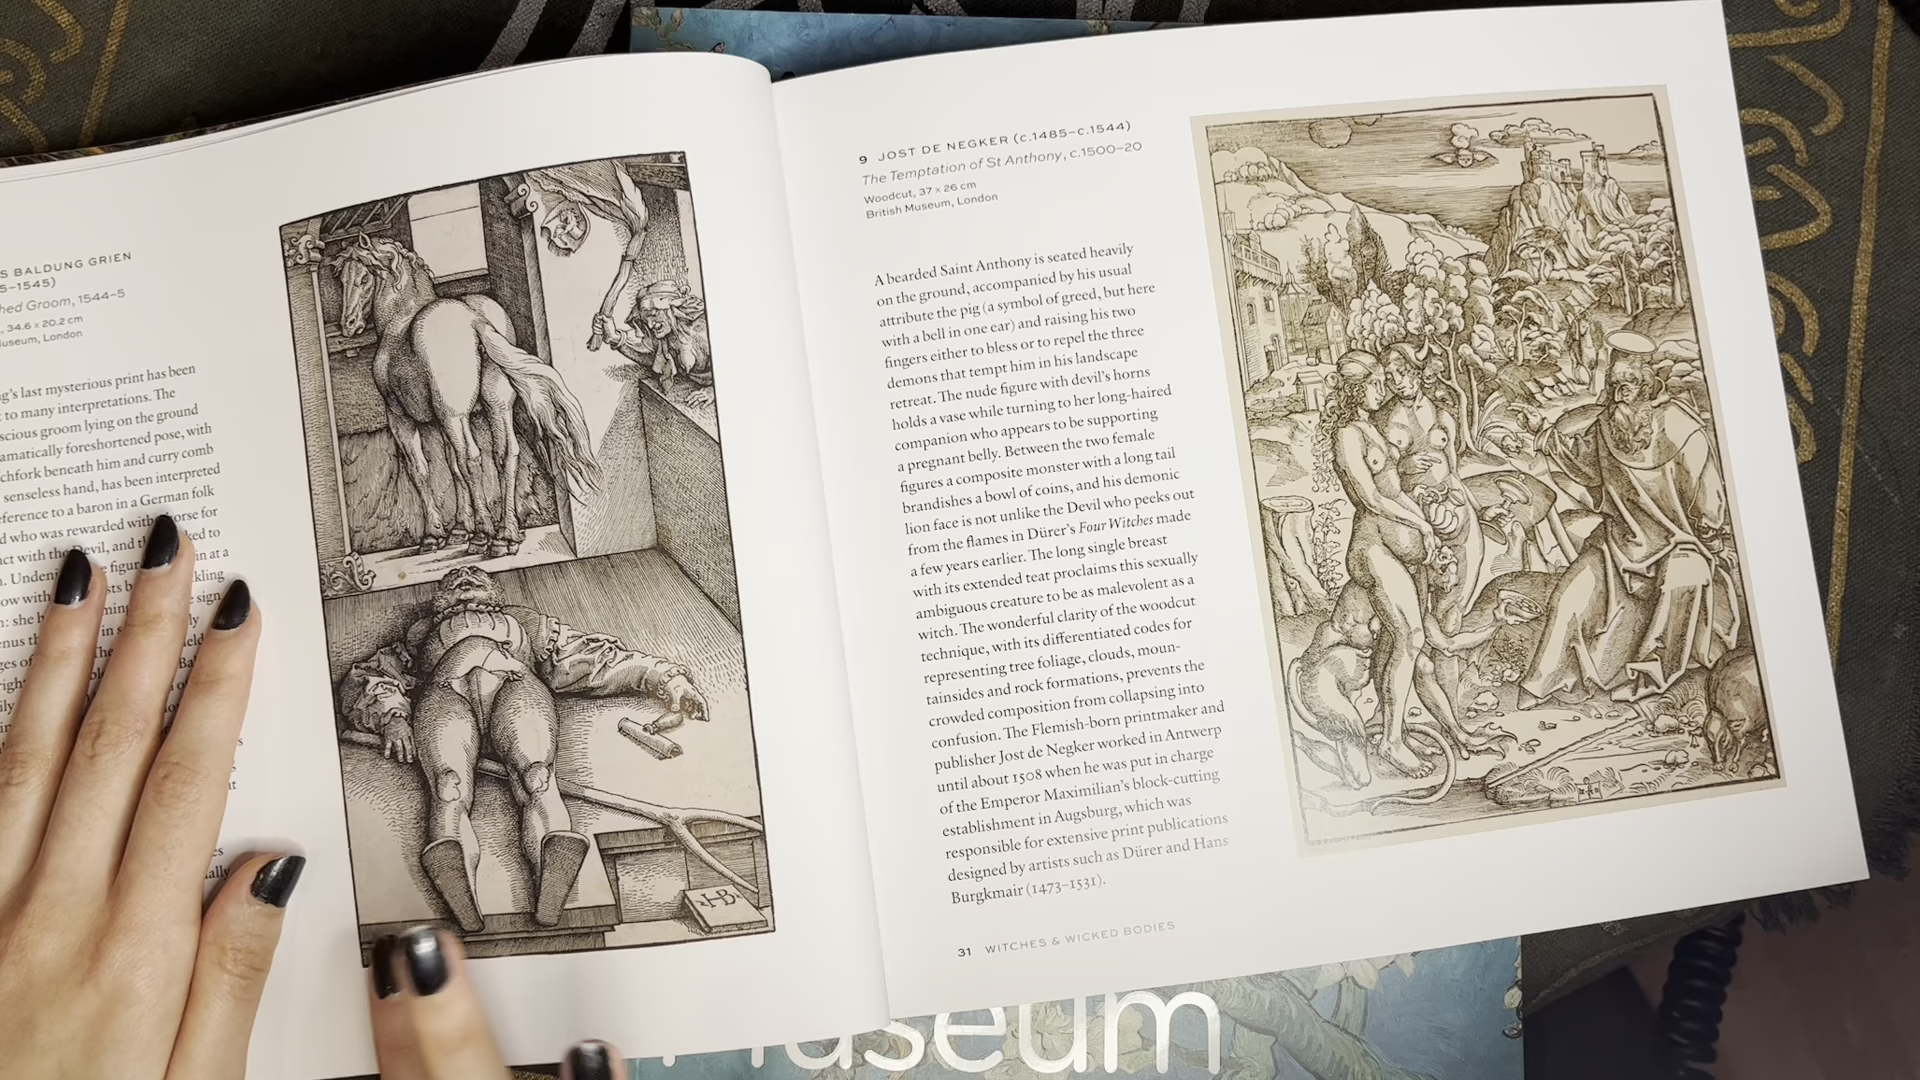 S BALDUNG GRIEN
5–1545)
hed Groom, 1544–5
, 34.6 × 20.2 cm
useum, London
g's last mysterious print has been
t to many interpretations. The
scious groom lying on the ground
amatically foreshortened pose, with
chfork beneath him and curry comb
senseless hand, has been interpreted
ference to a baron in a German folk
d who was rewarded with horse for
act with the Devil, and ked to
in at a
HB
9 JOST DE NEGKER (c.1485–c.1544)
The Temptation of St Anthony, c.1500–20
Woodcut, 37 × 26 cm
British Museum, London
A bearded Saint Anthony is seated heavily
on the ground, accompanied by his usual
attribute the pig (a symbol of greed, but here
with a bell in one ear) and raising his two
fingers either to bless or to repel the three
demons that tempt him in his landscape
retreat. The nude figure with devil's horns
holds a vase while turning to her long-haired
companion who appears to be supporting
a pregnant belly. Between the two female
figures a composite monster with a long tail
brandishes a bowl of coins, and his demonic
lion face is not unlike the Devil who peeks out
from the flames in Dürer's Four Witches made
a few years earlier. The long single breast
with its extended teat proclaims this sexually
ambiguous creature to be as malevolent as a
witch. The wonderful clarity of the woodcut
technique, with its differentiated codes for
representing tree foliage, clouds, moun-
tainsides and rock formations, prevents the
crowded composition from collapsing into
confusion. The Flemish-born printmaker and
publisher Jost de Negker worked in Antwerp
until about 1508 when he was put in charge
of the Emperor Maximilian's block-cutting
establishment in Augsburg, which was
responsible for extensive print publications
designed by artists such as Dürer and Hans
Burgkmair (1473–1531).
31 WITCHES & WICKED BODIES
Museum